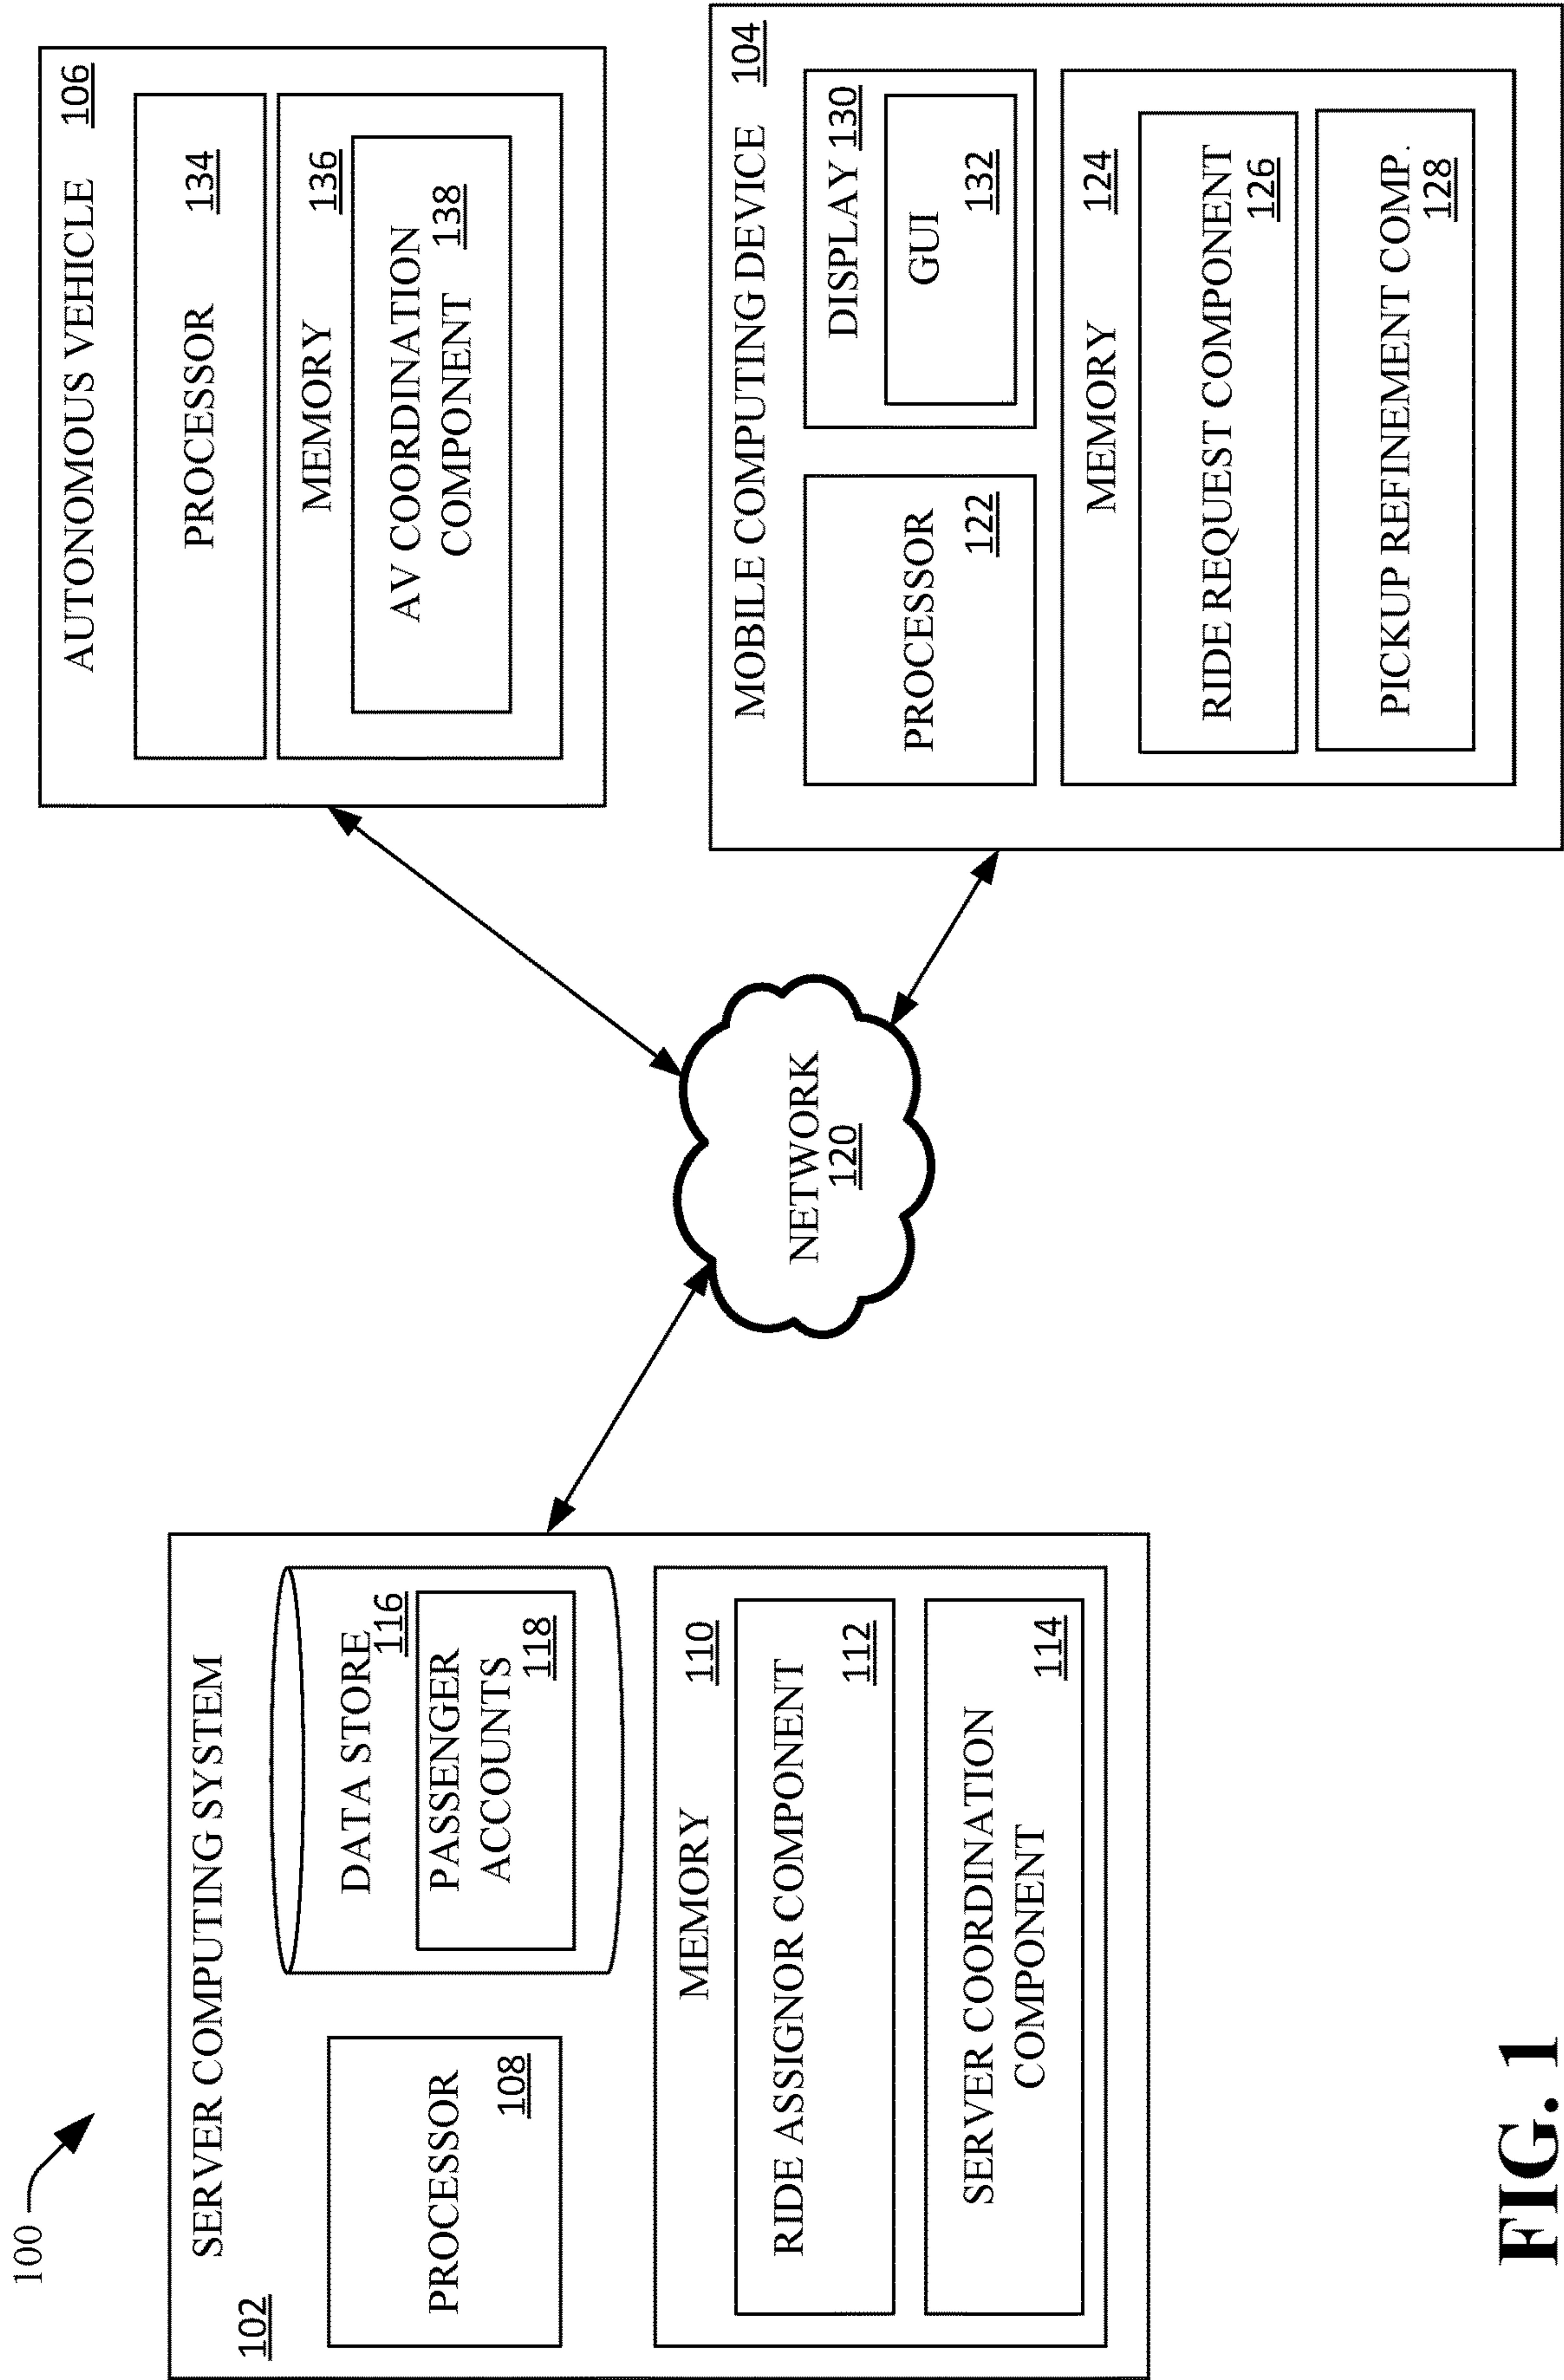 100
SERVER COMPUTING SYSTEM
102
PROCESSOR
108
DATA STORE
116
PASSENGER
ACCOUNTS
118
MEMORY
110
RIDE ASSIGNOR COMPONENT
112
SERVER COORDINATION
COMPONENT
114
NETWORK
120
AUTONOMOUS VEHICLE 106
PROCESSOR
134
MEMORY
136
AV COORDINATION
COMPONENT
138
MOBILE COMPUTING DEVICE 104
PROCESSOR
122
DISPLAY 130
GUI
132
MEMORY
124
RIDE REQUEST COMPONENT
126
PICKUP REFINEMENT COMP.
128
FIG. 1